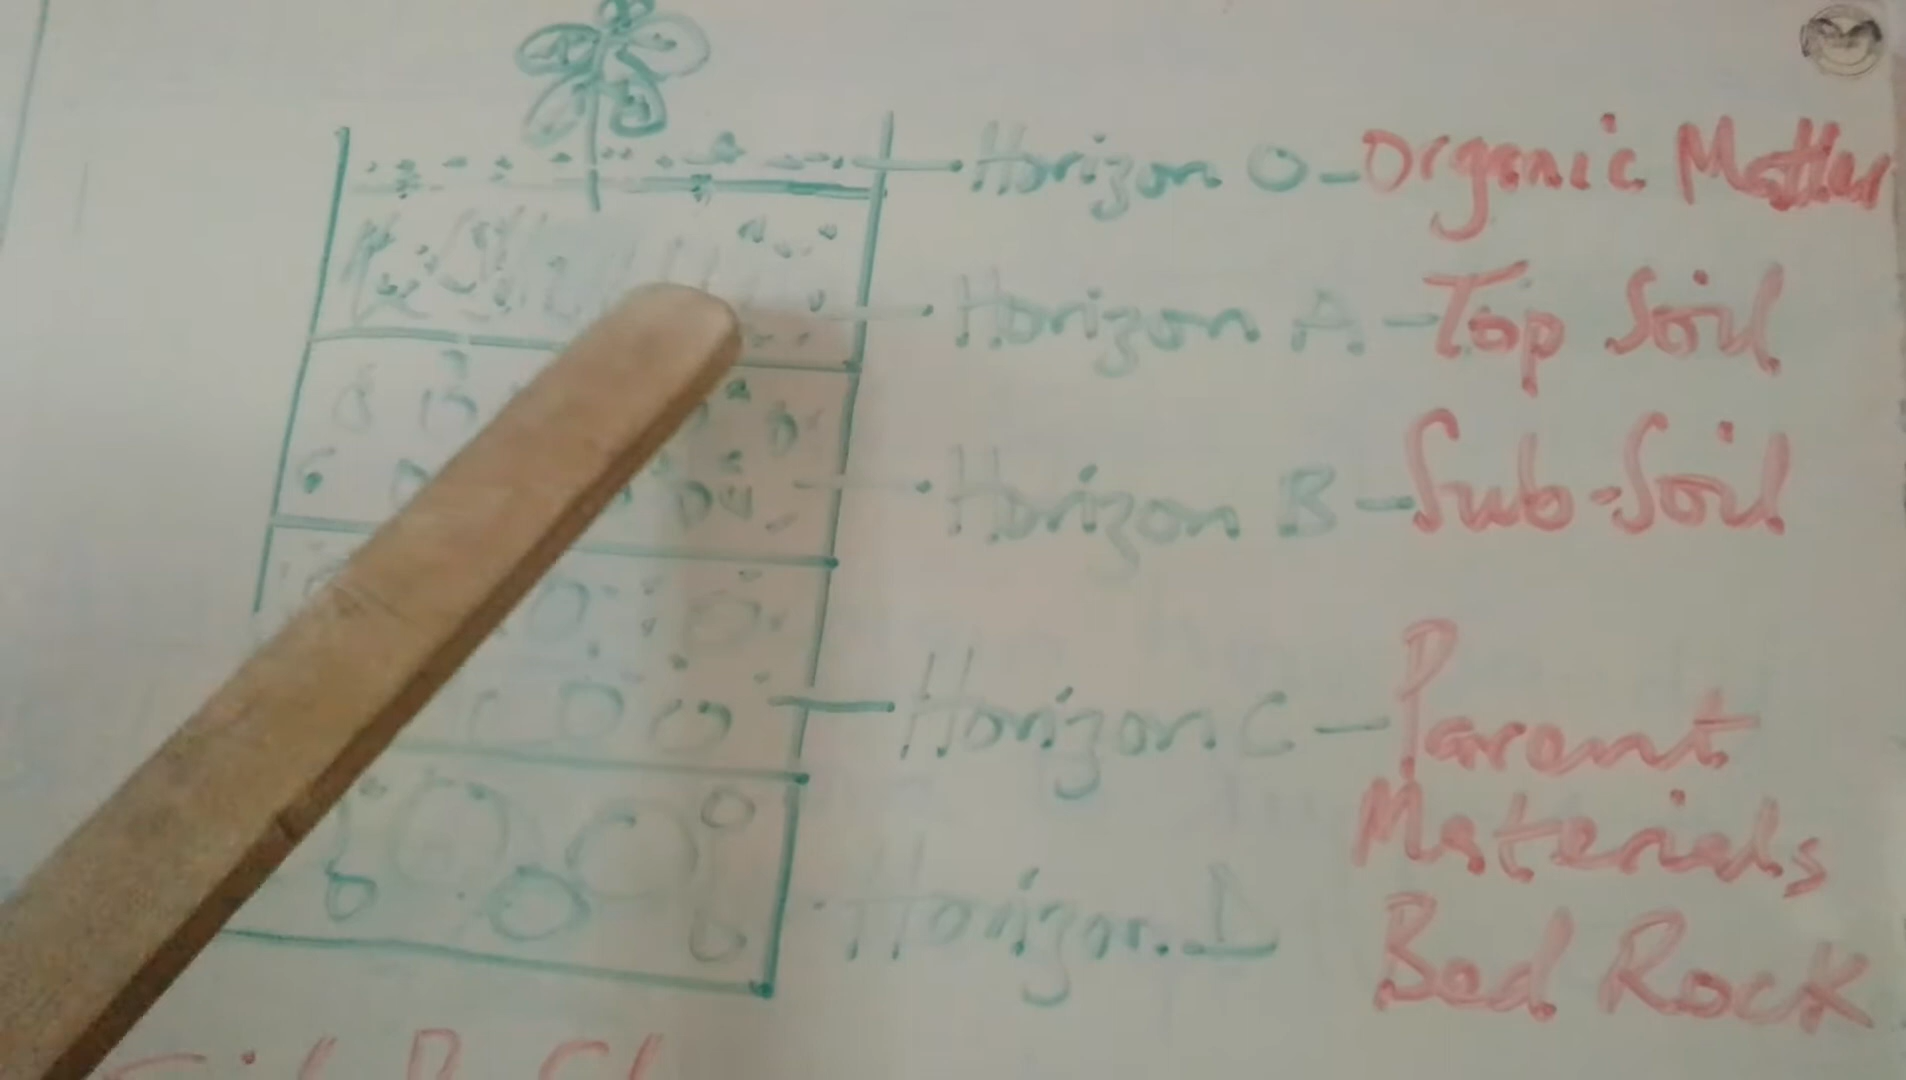 Horizon O - Organic Matter
Horizon A - Top Soil
Horizon B - Sub-Soil
Horizon C - Parent
Materials
Horizon D Bed Rock